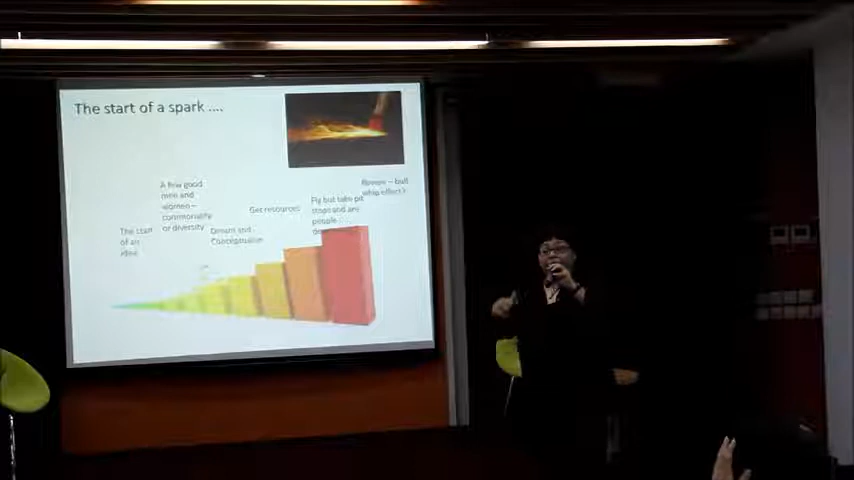 The start of a spark ....
The start
of an
idea
A few good
men and
women –
commonality
or diversity
Dream and
Conceptualise
Get resources
Fly but take pit
stops and are
people
Review – bull
whip effect?